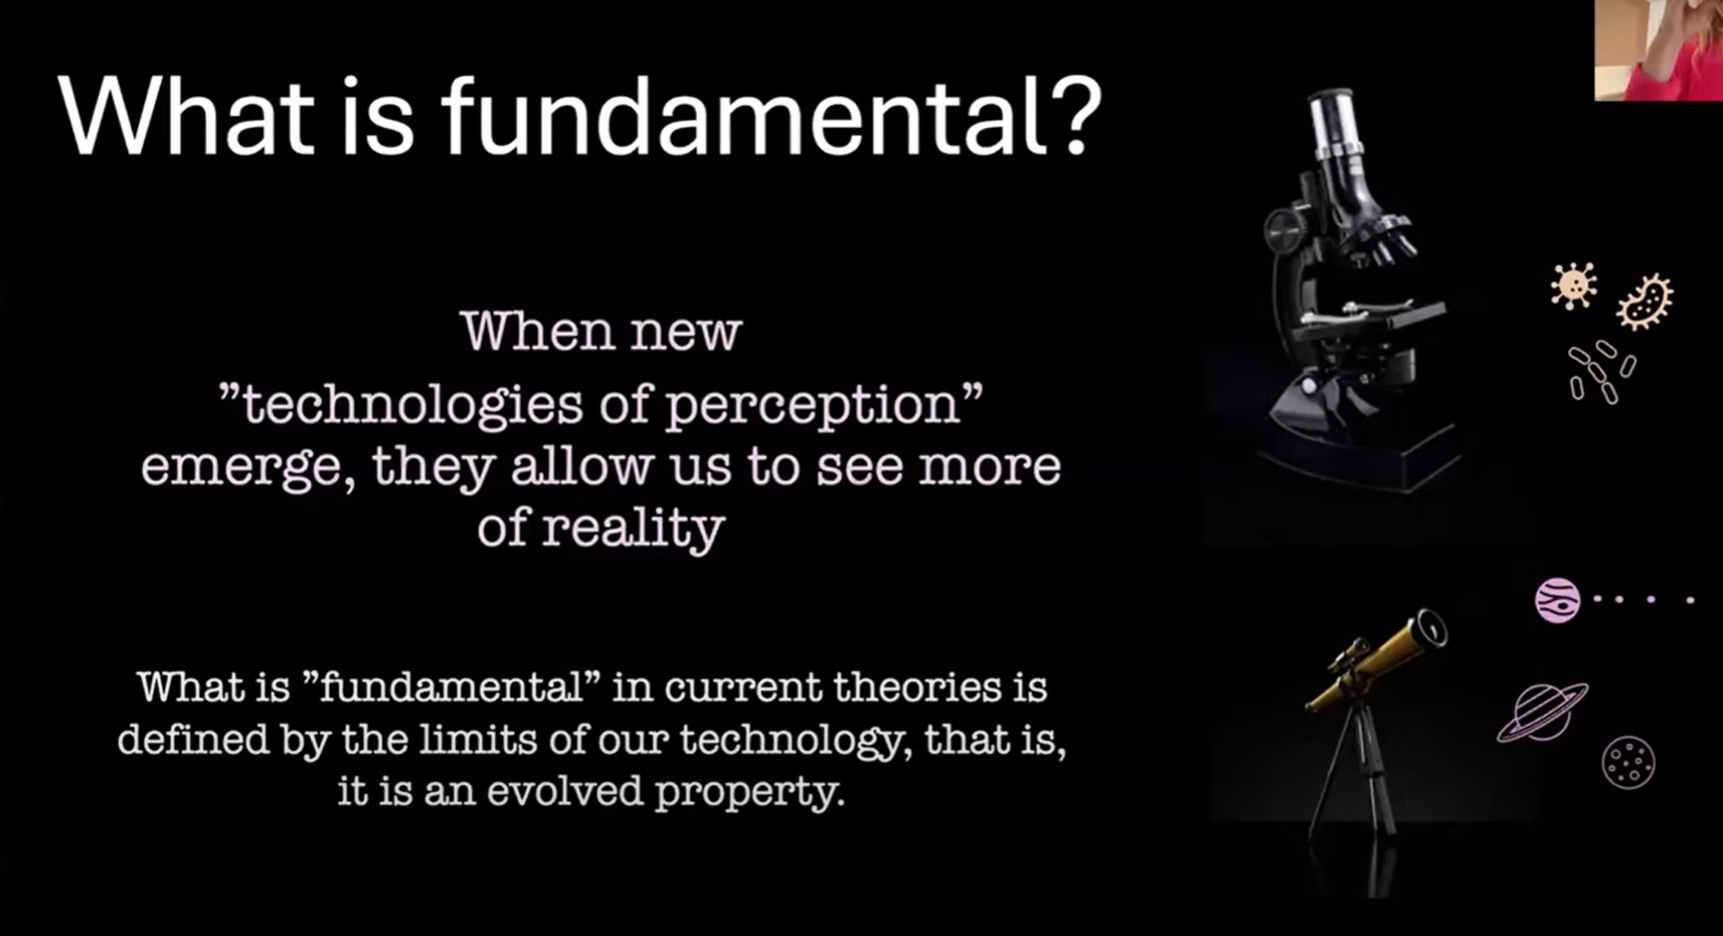 What is fundamental?
When new
”technologies of perception”
emerge, they allow us to see more
of reality
What is ”fundamental” in current theories is
defined by the limits of our technology, that is,
it is an evolved property.